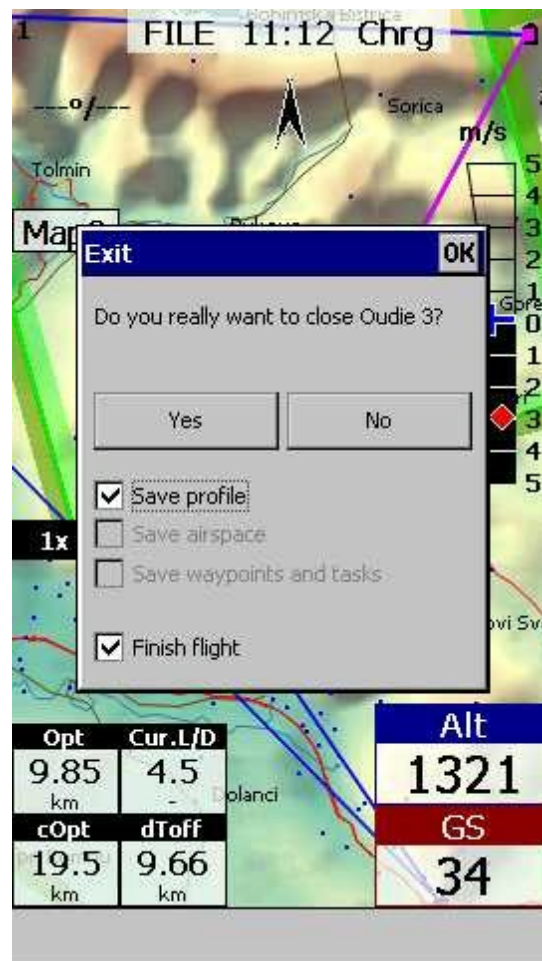 1
FILE 11:12 Chrg
---°/---
Sorica
m/s
Tolmin
5
4
3
2
1
0
1
2
3
4
5
Exit
OK
Do you really want to close Oudie 3?
Yes
No
Save profile
Save airspace
Save waypoints and tasks
Finish flight
1x
Opt
Cur.L/D
9.85
4.5
km
-
cOpt
dToff
19.5
9.66
km
km
olanci
Alt
1321
GS
34